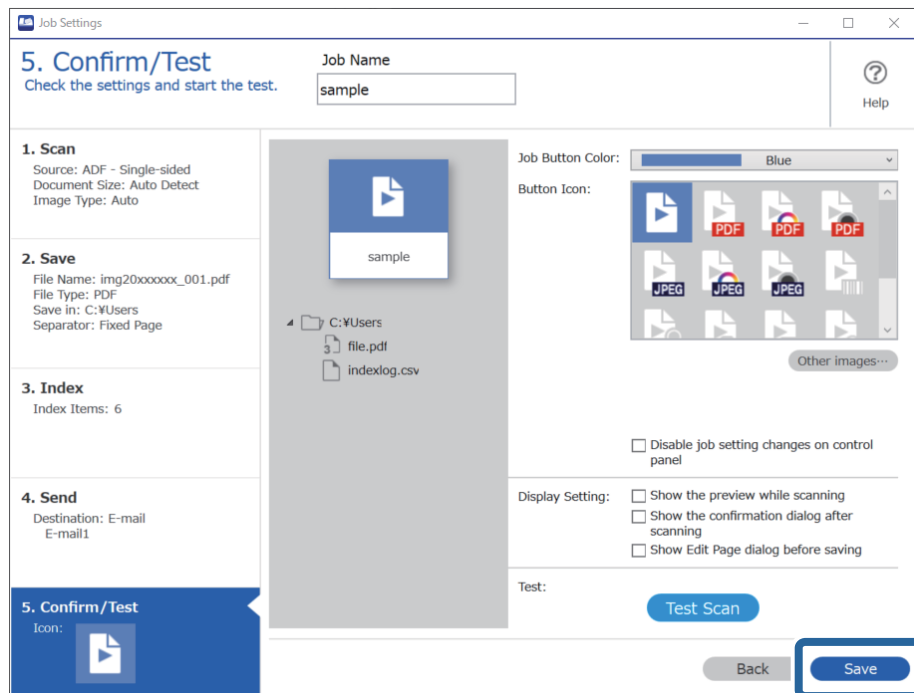 Job Settings
5. Confirm/Test
Check the settings and start the test.
Job Name
sample
Help
1. Scan
Source: ADF - Single-sided
Document Size: Auto Detect
Image Type: Auto
2. Save
File Name: img20xxxxxx_001.pdf
File Type: PDF
Save in: C:¥Users
Separator: Fixed Page
3. Index
Index Items: 6
4. Send
Destination: E-mail
E-mail1
5. Confirm/Test
Icon:
sample
C:¥Users
3 file.pdf
indexlog.csv
Job Button Color: Blue
Button Icon:
PDF PDF PDF
JPEG JPEG JPEG
Other images···
Disable job setting changes on control
panel
Display Setting: Show the preview while scanning
Show the confirmation dialog after
scanning
Show Edit Page dialog before saving
Test:
Test Scan
Back Save